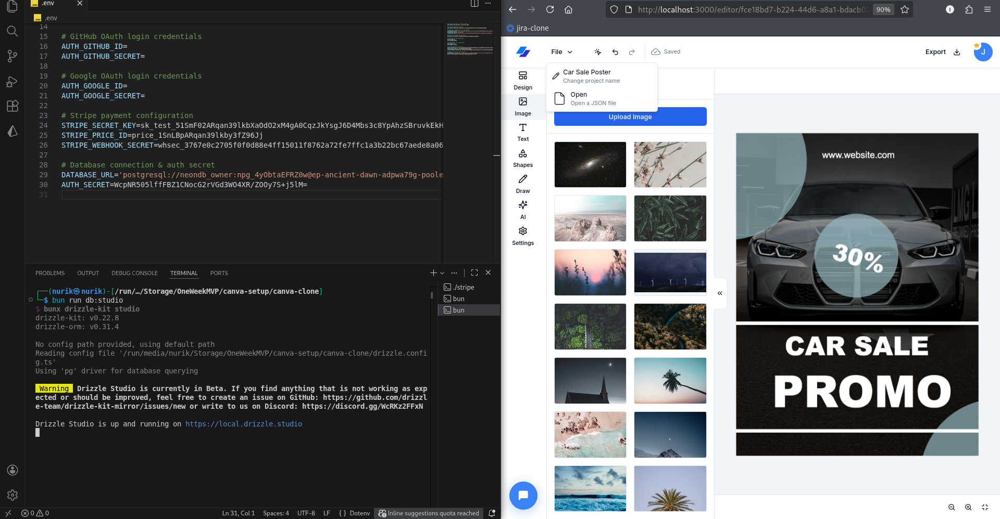 .env
.env
14
15 # GitHub OAuth login credentials
16 AUTH_GITHUB_ID=
17 AUTH_GITHUB_SECRET=
18
19 # Google OAuth login credentials
20 AUTH_GOOGLE_ID=
21 AUTH_GOOGLE_SECRET=
22
23 # Stripe payment configuration
24 STRIPE_SECRET_KEY=sk_test_51SmF02ARqan39lkbXaOdO2xM4gA0CqzJkYsgJ6D4Mbs3c8YpAhzSBruvkEkH
25 STRIPE_PRICE_ID=price_1SnLBpARqan39lkby3fZ96Jj
26 STRIPE_WEBHOOK_SECRET=whsec_3767e0c2705f0f0d88e4ff15011f8762a72fe7ffc1a3b22bc67aede8a06
27
28 # Database connection & auth secret
29 DATABASE_URL='postgresql://neondb_owner:npg_4yObtaEFRZ0w@ep-ancient-dawn-adpwa79g-poole
30 AUTH_SECRET=WcpNR505lffFBZ1CNocG2rVGd3WO4XR/ZOOy7S+j5lM=
31
PROBLEMS OUTPUT DEBUG CONSOLE TERMINAL PORTS
(nurik㉿nurik)-[/run/…/Storage/OneWeekMVP/canva-setup/canva-clone]
$ bun run db:studio
$ bunx drizzle-kit studio
drizzle-kit: v0.22.8
drizzle-orm: v0.31.4
No config path provided, using default path
Reading config file '/run/media/nurik/Storage/OneWeekMVP/canva-setup/canva-clone/drizzle.confi
g.ts'
Using 'pg' driver for database querying
Warning Drizzle Studio is currently in Beta. If you find anything that is not working as exp
ected or should be improved, feel free to create an issue on GitHub: https://github.com/drizzl
e-team/drizzle-kit-mirror/issues/new or write to us on Discord: https://discord.gg/WcRKz2FFxN
Drizzle Studio is up and running on https://local.drizzle.studio
./stripe
bun
bun
0 0
Ln 31, Col 1 Spaces: 4 UTF-8 LF { } Dotenv Inline suggestions quota reached
http://localhost:3000/editor/fce18bd7-b224-44d6-a8a1-bdacb02
90%
jira-clone
File
Saved
Export
J
Car Sale Poster
Change project name
Open
Open a JSON file
Design
Image
Text
Shapes
Draw
AI
Settings
Upload Image
www.website.com
30%
CAR SALE
PROMO